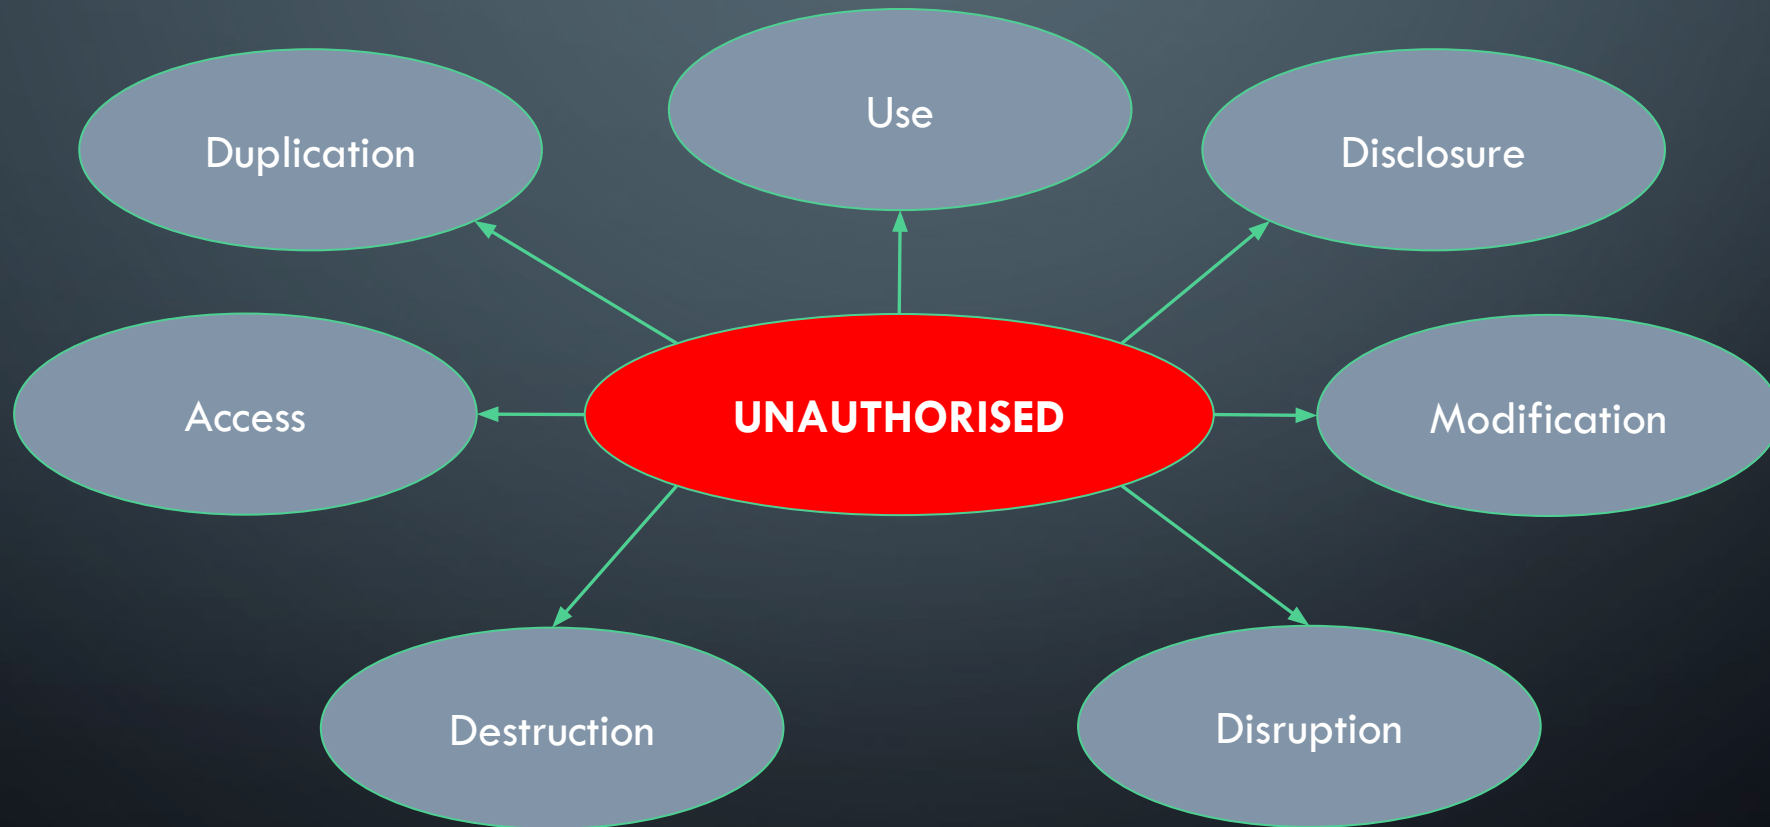 Use
Duplication
Disclosure
Access
UNAUTHORISED
Modification
Destruction
Disruption